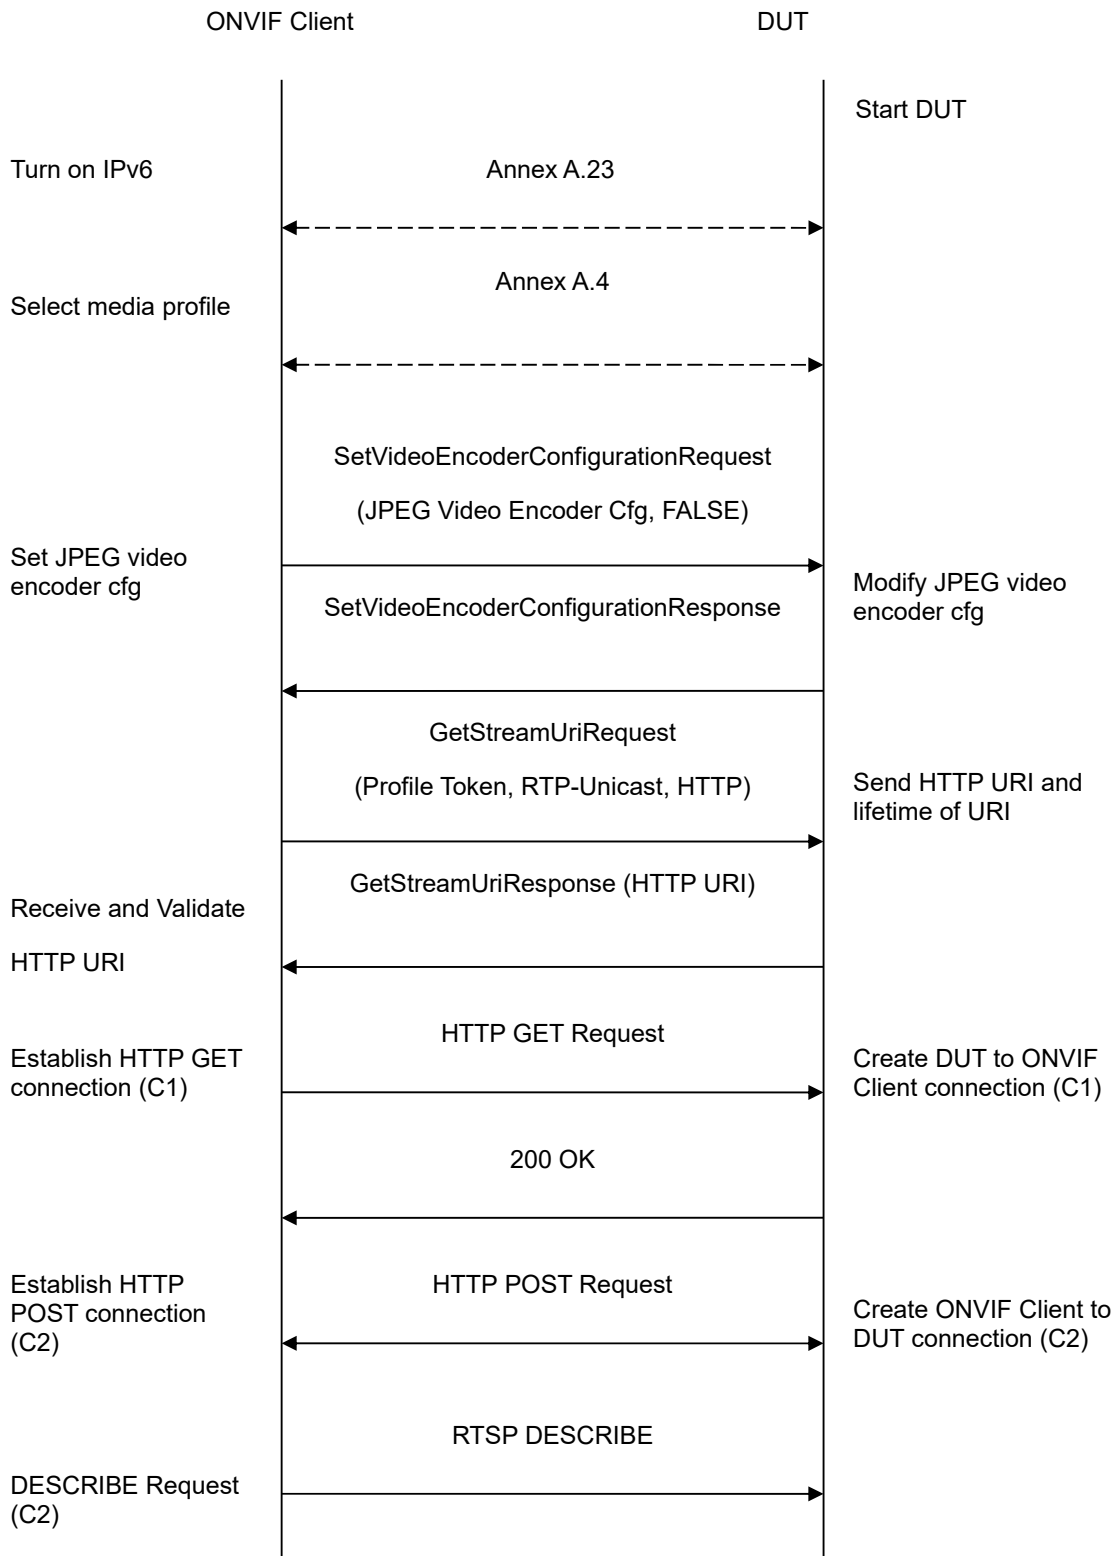 ONVIF Client
DUT
Start DUT
Turn on IPv6
Annex A.23
Annex A.4
Select media profile
SetVideoEncoderConfigurationRequest
(JPEG Video Encoder Cfg, FALSE)
Set JPEG video
encoder cfg
Modify JPEG video
encoder cfg
SetVideoEncoderConfigurationResponse
GetStreamUriRequest
(Profile Token, RTP-Unicast, HTTP)
Send HTTP URI and
lifetime of URI
GetStreamUriResponse (HTTP URI)
Receive and Validate
HTTP URI
HTTP GET Request
Establish HTTP GET
connection (C1)
Create DUT to ONVIF
Client connection (C1)
200 OK
Establish HTTP
POST connection
(C2)
HTTP POST Request
Create ONVIF Client to
DUT connection (C2)
RTSP DESCRIBE
DESCRIBE Request
(C2)